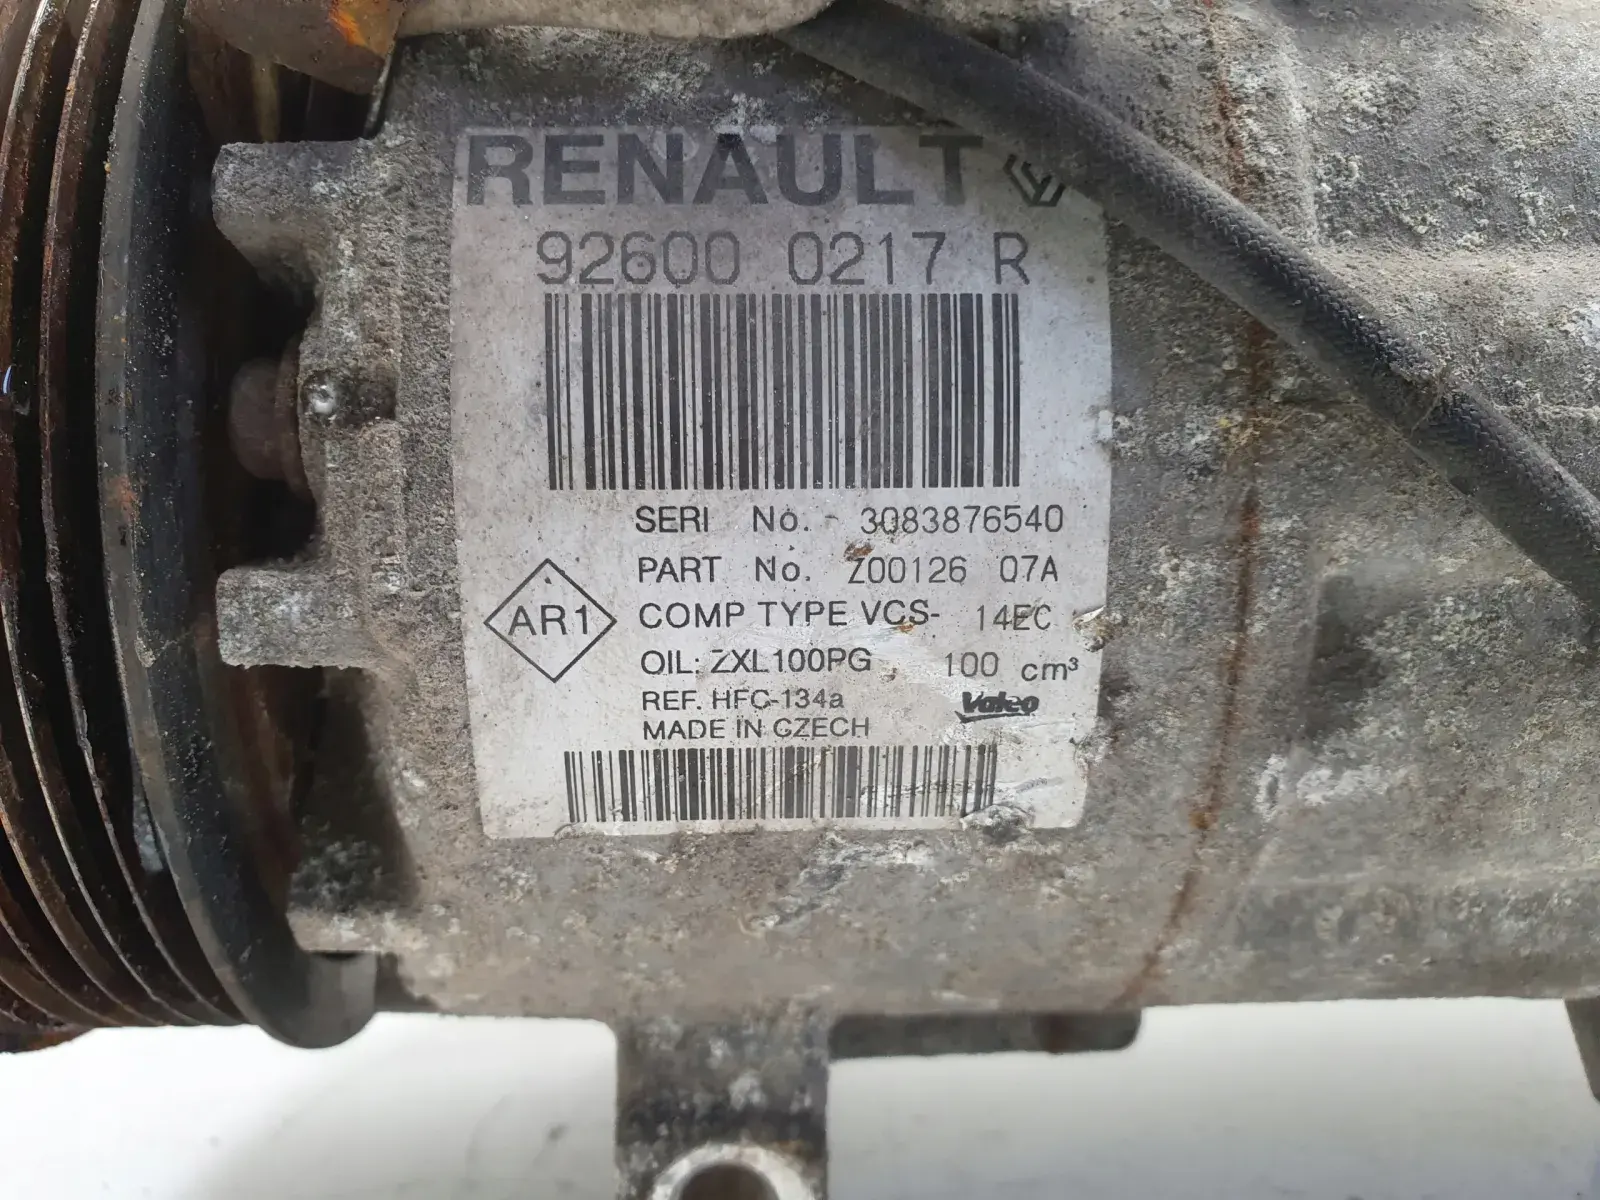 RENAULT
92600 0217 R
SERI No. - 3083876540
PART No. Z00126 07A
AR1
COMP TYPE VCS- 14EC
OIL: ZXL100PG 100 cm³
REF. HFC-134a
Valeo
MADE IN CZECH